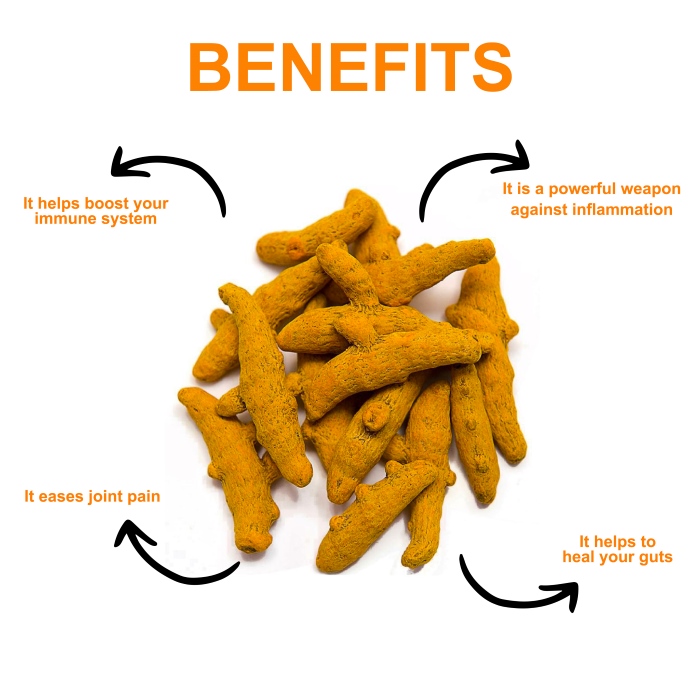 BENEFITS
It helps boost your
immune system
It is a powerful weapon
against inflammation
It eases joint pain
It helps to
heal your guts